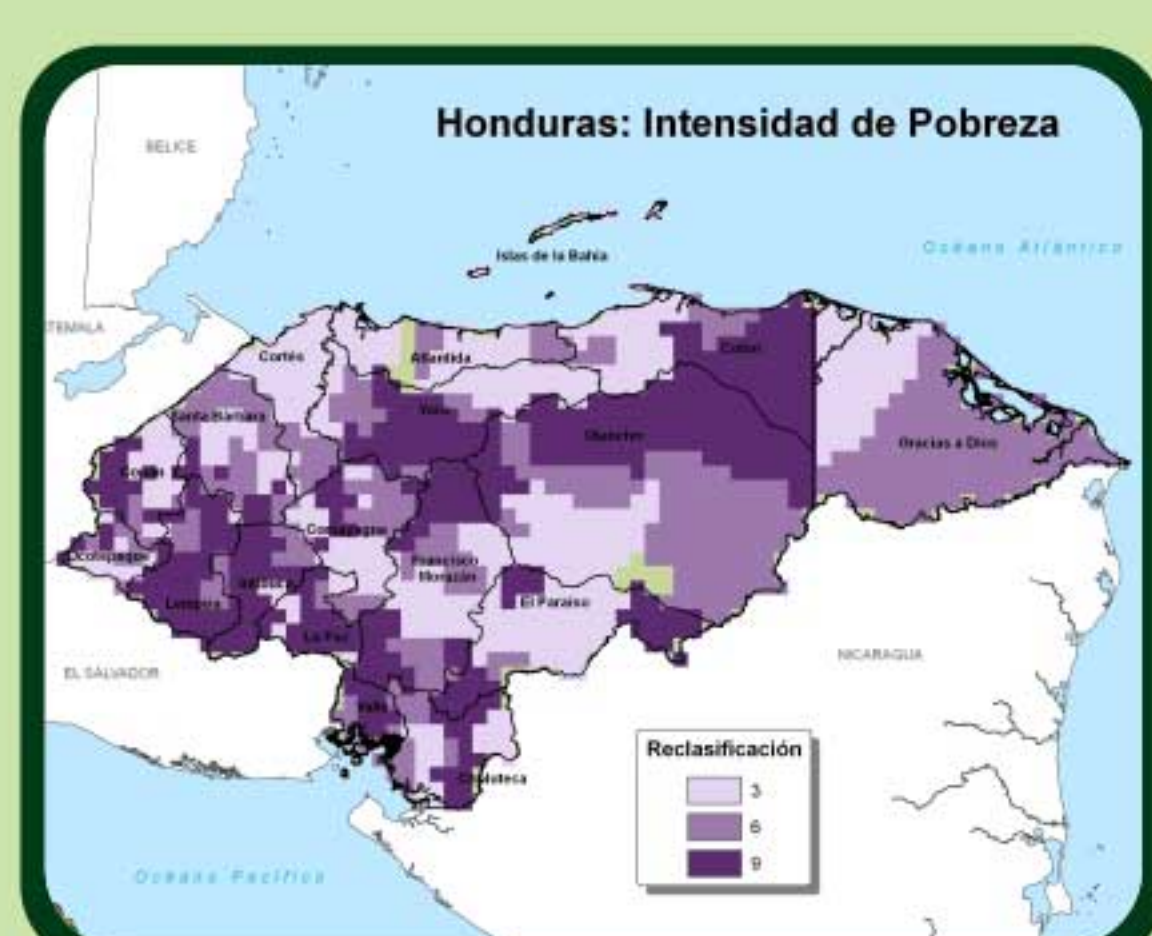 Honduras: Intensidad de Pobreza
BELICE
Océano Atlántico
Islas de la Bahía
TEMALA
Cortés
Atlántida
Colón
Yoro
Santa Bárbara
Olancho
Gracias a Dios
Copán
Comayagua
Ocotepeque
Francisco
Morazán
Intibucá
Lempira
El Paraíso
La Paz
EL SALVADOR
NICARAGUA
Valle
Choluteca
Reclasificación
3
6
9
Océano Pacífico